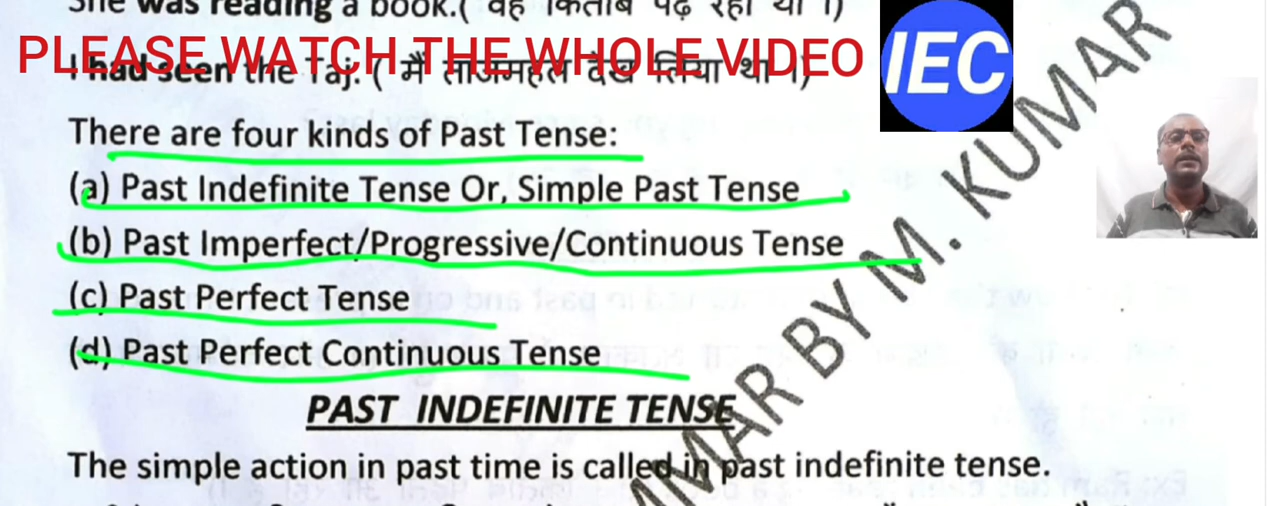 She was reading a book.( वह किताब पढ़ रहा था ।)
PLEASE WATCH THE WHOLE VIDEO
I had seen the Taj. ( मैं ताजमहल देख लिया था ।)
IEC
There are four kinds of Past Tense:
(a) Past Indefinite Tense Or, Simple Past Tense
(b) Past Imperfect/Progressive/Continuous Tense
(c) Past Perfect Tense
(d) Past Perfect Continuous Tense
PAST INDEFINITE TENSE
The simple action in past time is called in past indefinite tense.
MAR BY M. KUMAR